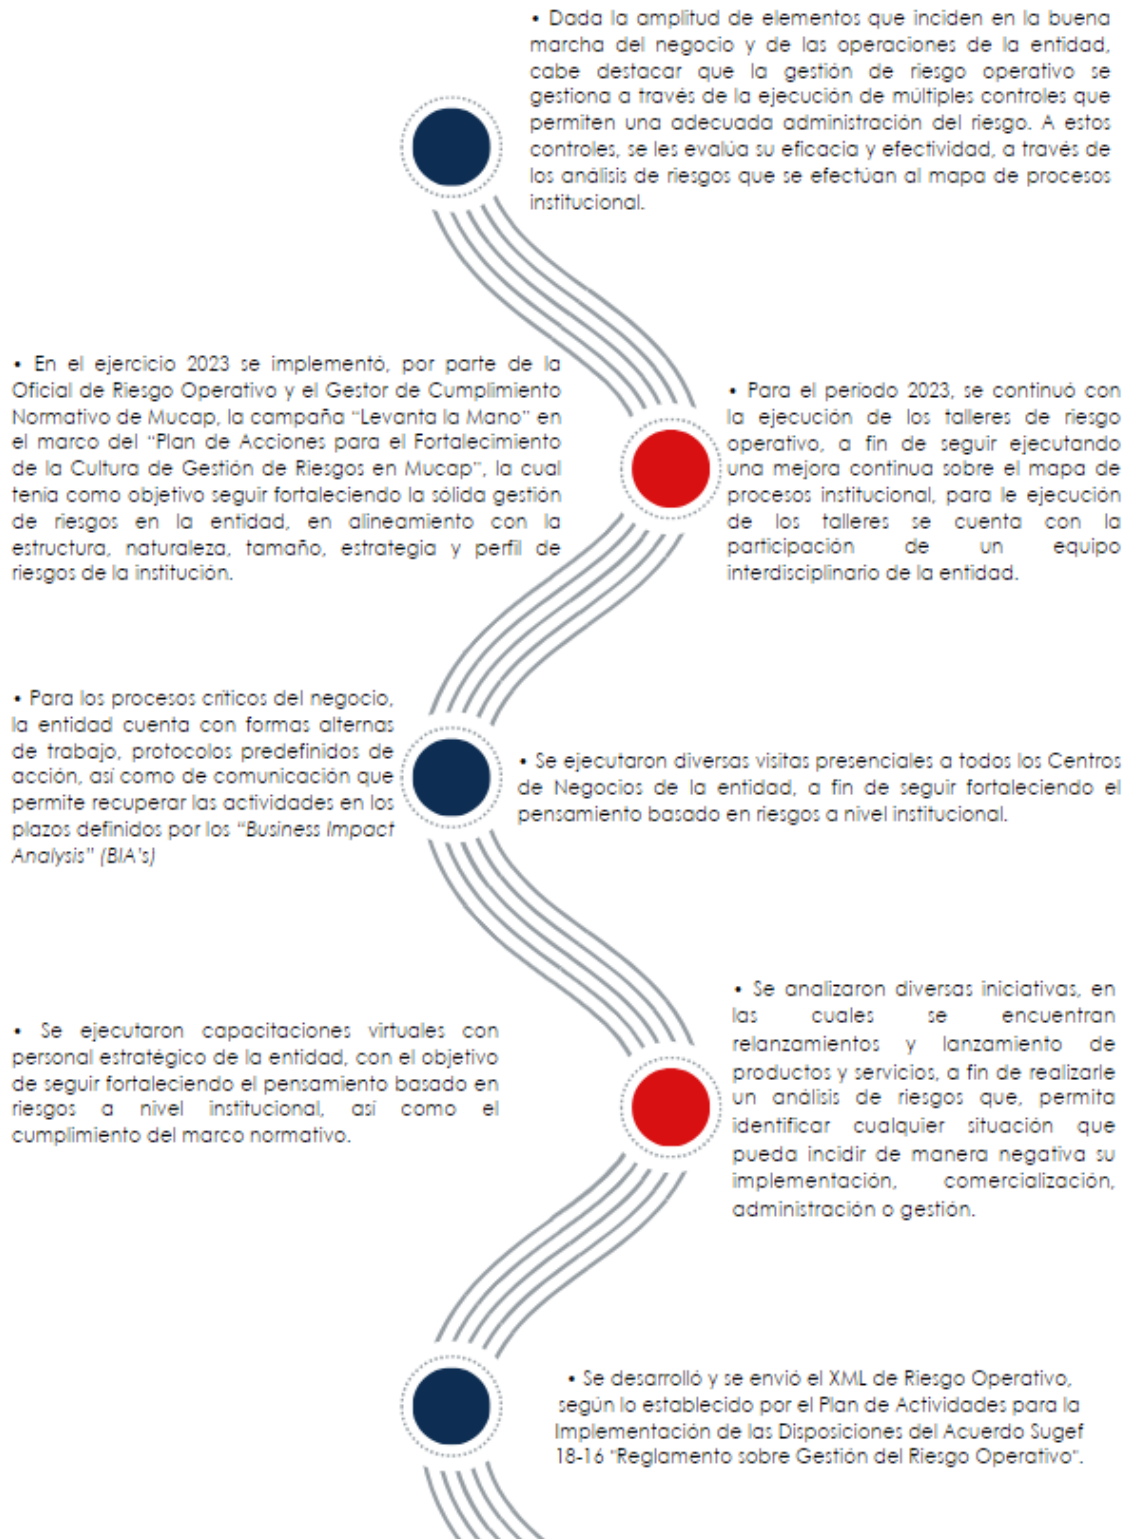 • Dada la amplitud de elementos que inciden en la buena
marcha del negocio y de las operaciones de la entidad,
cabe destacar que la gestión de riesgo operativo se
gestiona a través de la ejecución de múltiples controles que
permiten una adecuada administración del riesgo. A estos
controles, se les evalúa su eficacia y efectividad, a través de
los análisis de riesgos que se efectúan al mapa de procesos
institucional.
• En el ejercicio 2023 se implementó, por parte de la
Oficial de Riesgo Operativo y el Gestor de Cumplimiento
Normativo de Mucap, la campaña "Levanta la Mano" en
el marco del "Plan de Acciones para el Fortalecimiento
de la Cultura de Gestión de Riesgos en Mucap", la cual
tenía como objetivo seguir fortaleciendo la sólida gestión
de riesgos en la entidad, en alineamiento con la
estructura, naturaleza, tamaño, estrategia y perfil de
riesgos de la institución.
• Para el período 2023, se continuó con
la ejecución de los talleres de riesgo
operativo, a fin de seguir ejecutando
una mejora continua sobre el mapa de
procesos institucional, para le ejecución
de los talleres se cuenta con la
participación de un equipo
interdisciplinario de la entidad.
• Para los procesos críticos del negocio,
la entidad cuenta con formas alternas
de trabajo, protocolos predefinidos de
acción, así como de comunicación que
permite recuperar las actividades en los
plazos definidos por los "Business Impact
Analysis" (BIA's)
• Se ejecutaron diversas visitas presenciales a todos los Centros
de Negocios de la entidad, a fin de seguir fortaleciendo el
pensamiento basado en riesgos a nivel institucional.
• Se ejecutaron capacitaciones virtuales con
personal estratégico de la entidad, con el objetivo
de seguir fortaleciendo el pensamiento basado en
riesgos a nivel institucional, así como el
cumplimiento del marco normativo.
• Se analizaron diversas iniciativas, en
las cuales se encuentran
relanzamientos y lanzamiento de
productos y servicios, a fin de realizarle
un análisis de riesgos que, permita
identificar cualquier situación que
pueda incidir de manera negativa su
implementación, comercialización,
administración o gestión.
• Se desarrolló y se envió el XML de Riesgo Operativo,
según lo establecido por el Plan de Actividades para la
Implementación de las Disposiciones del Acuerdo Sugef
18-16 "Reglamento sobre Gestión del Riesgo Operativo".